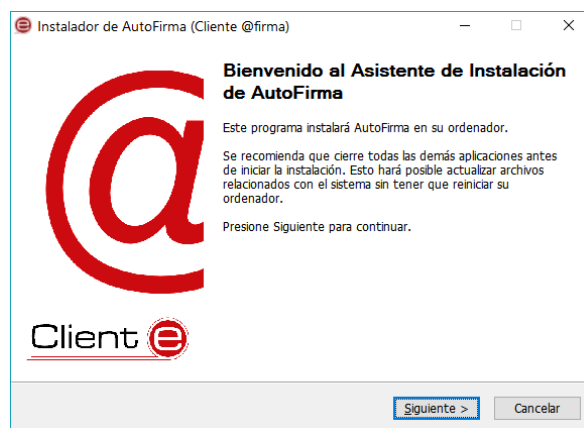 Instalador de AutoFirma (Cliente @firma)
Bienvenido al Asistente de Instalación
de AutoFirma
Este programa instalará AutoFirma en su ordenador.
Se recomienda que cierre todas las demás aplicaciones antes
de iniciar la instalación. Esto hará posible actualizar archivos
relacionados con el sistema sin tener que reiniciar su
ordenador.
Presione Siguiente para continuar.
@
Client e
Siguiente >
Cancelar